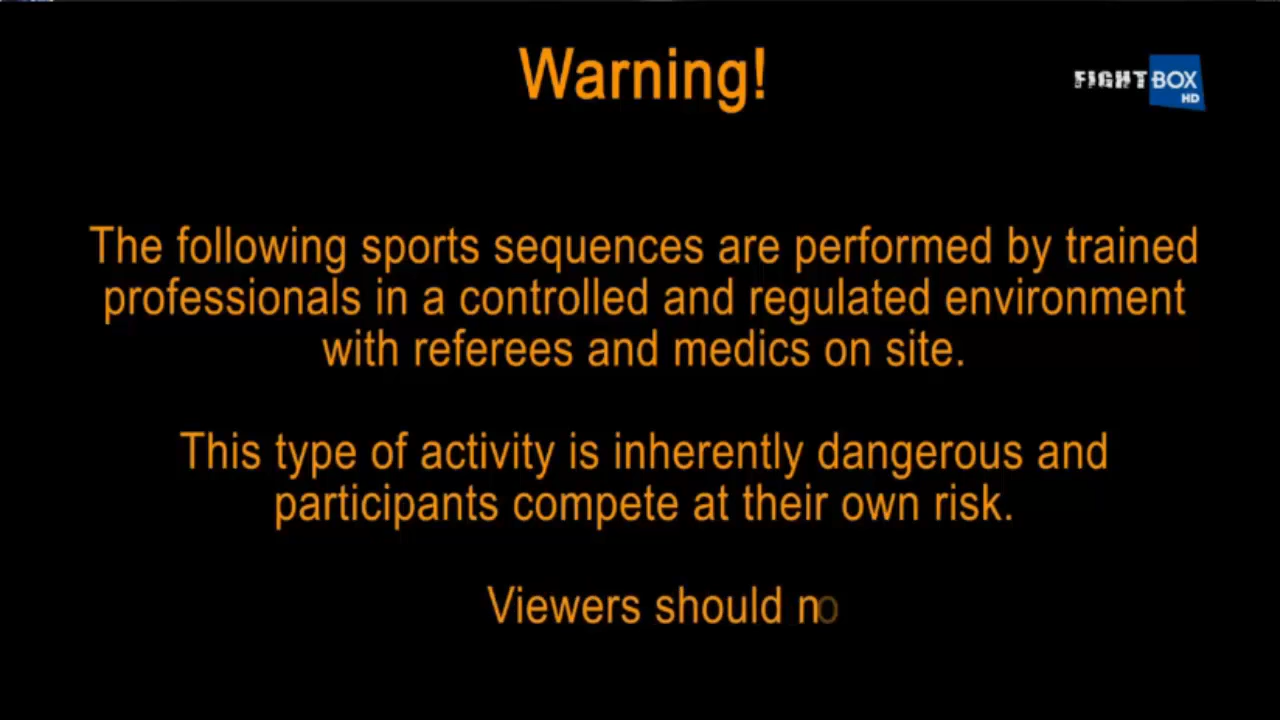 Warning!
FIGHTBOX
HD
The following sports sequences are performed by trained
professionals in a controlled and regulated environment
with referees and medics on site.
This type of activity is inherently dangerous and
participants compete at their own risk.
Viewers should no